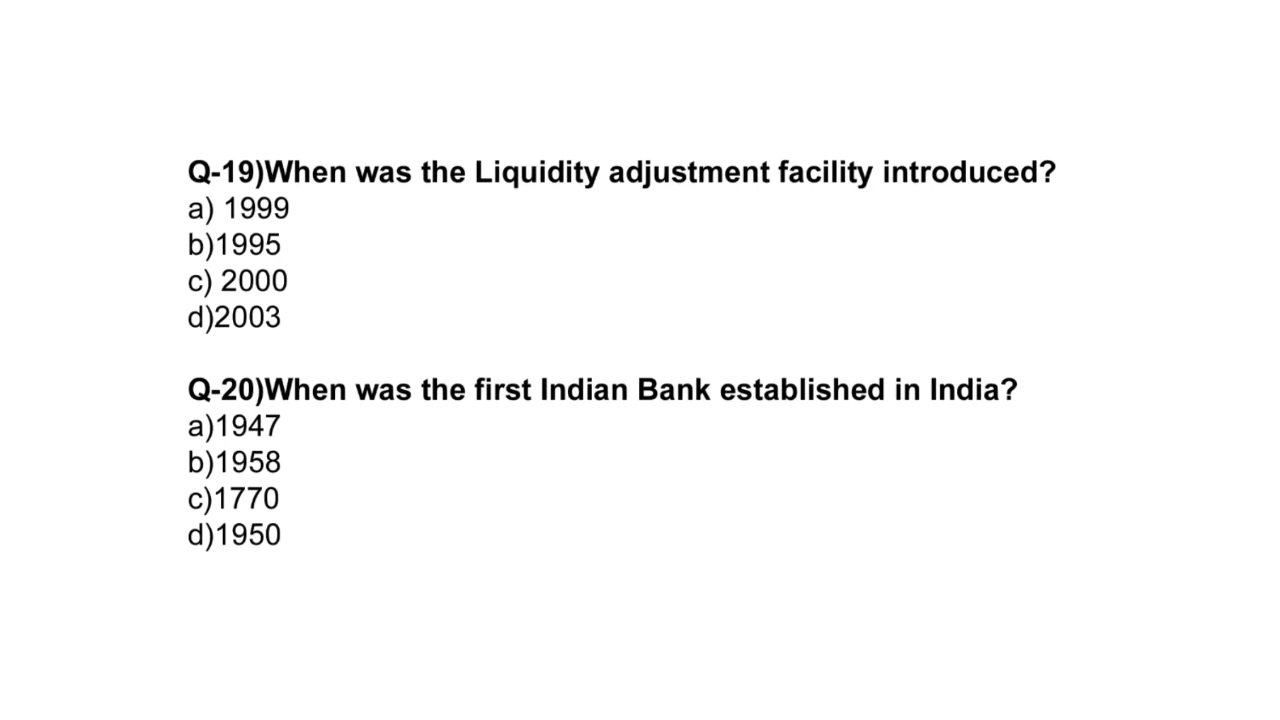 Q-19)When was the Liquidity adjustment facility introduced?
a) 1999
b)1995
c) 2000
d)2003
Q-20)When was the first Indian Bank established in India?
a)1947
b)1958
c)1770
d)1950